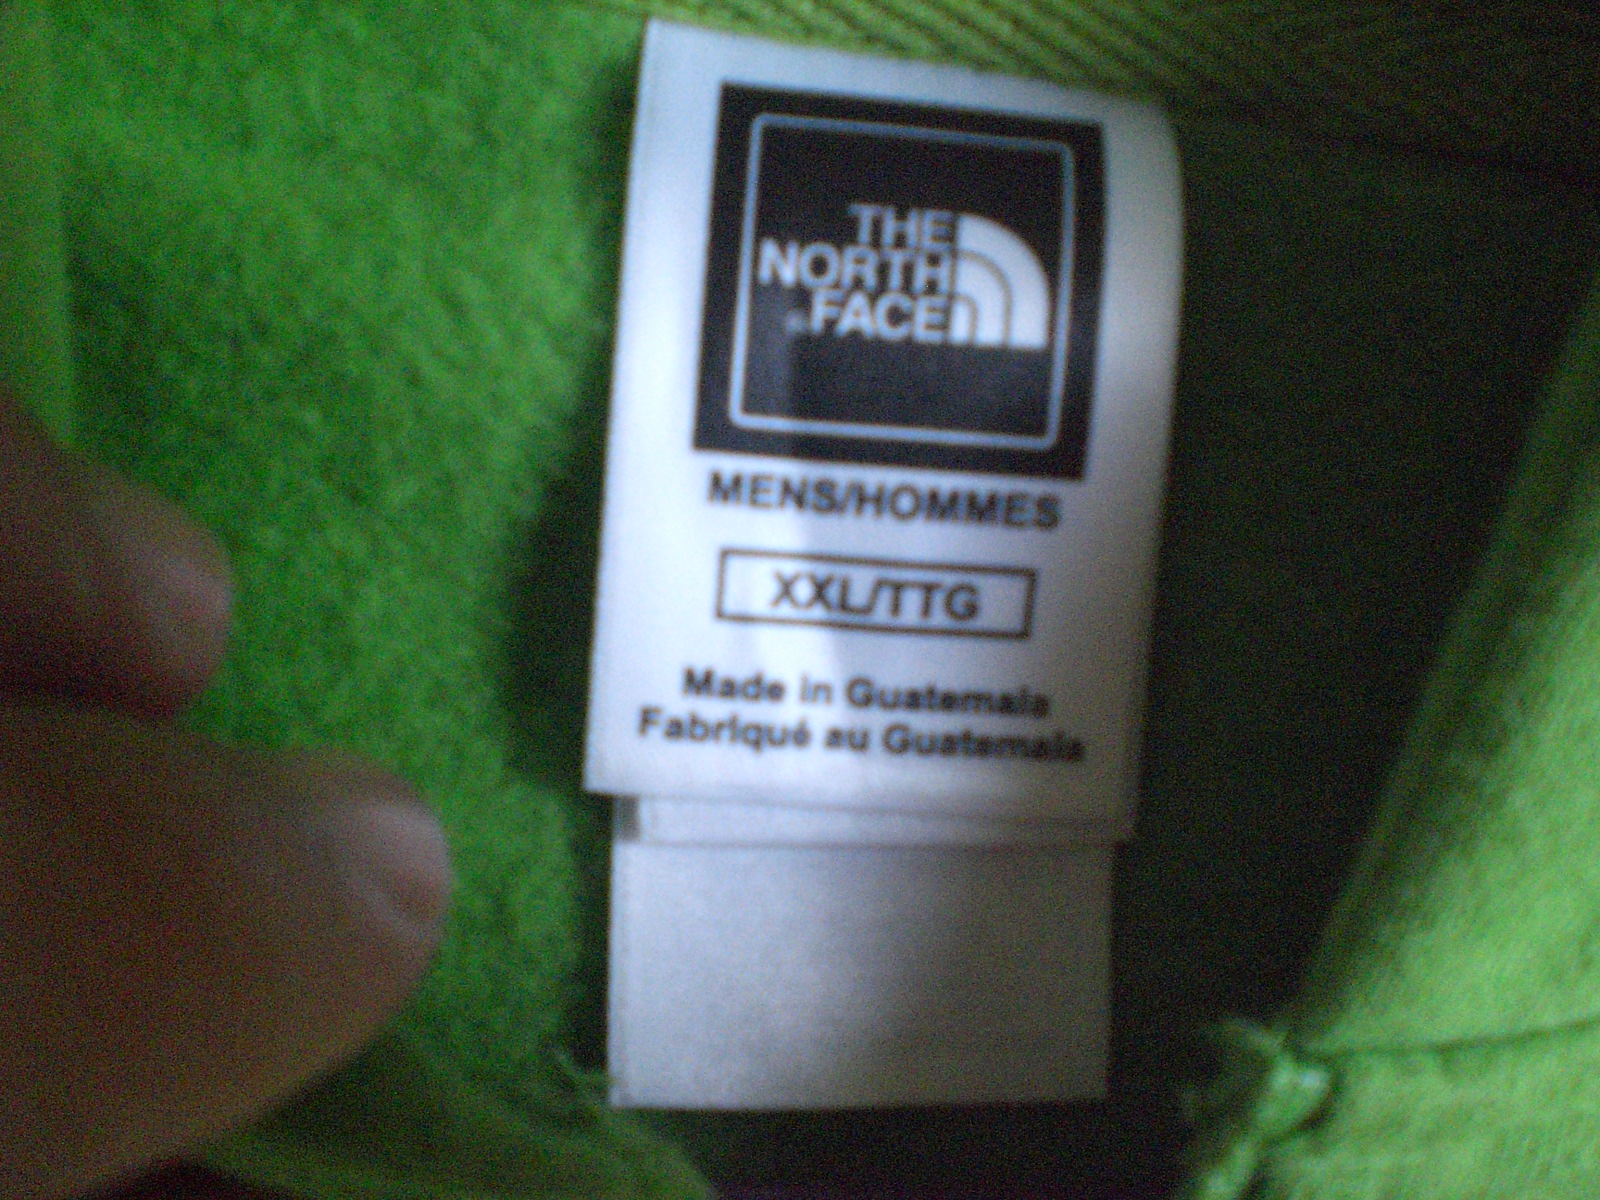 THE
NORTH
FACE
MENS/HOMMES
XXL/TTG
Made in Guatemala
Fabriqué au Guatemala